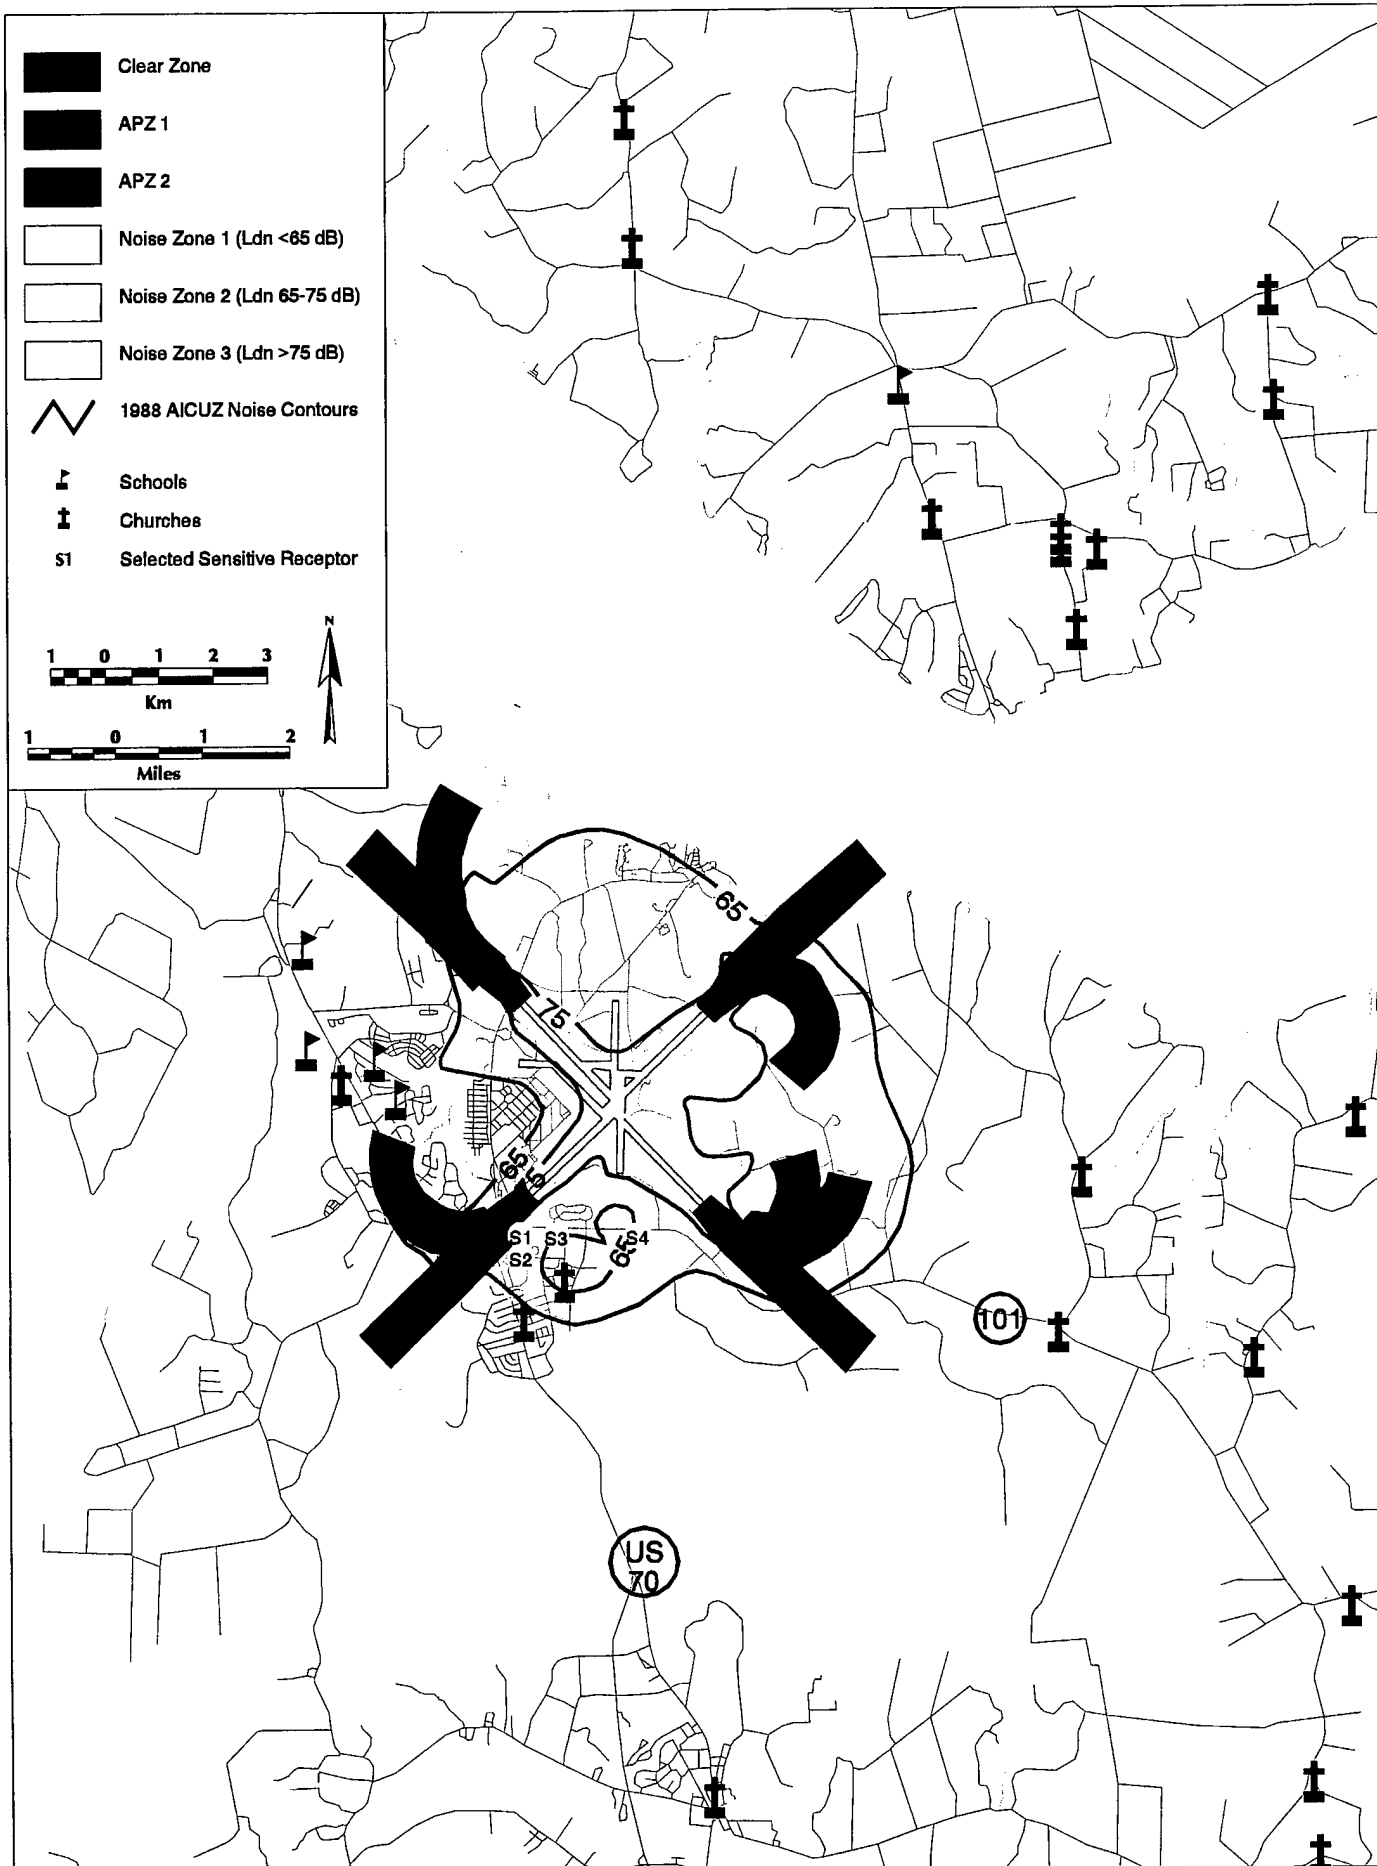 Clear Zone
APZ 1
APZ 2
Noise Zone 1 (Ldn <65 dB)
Noise Zone 2 (Ldn 65-75 dB)
Noise Zone 3 (Ldn >75 dB)
1988 AICUZ Noise Contours
Schools
Churches
S1 Selected Sensitive Receptor
N
1 0 1 2 3
Km
1 0 1 2
Miles
65
75
65
5
S1 S3 S4
S2
65
101
US
70